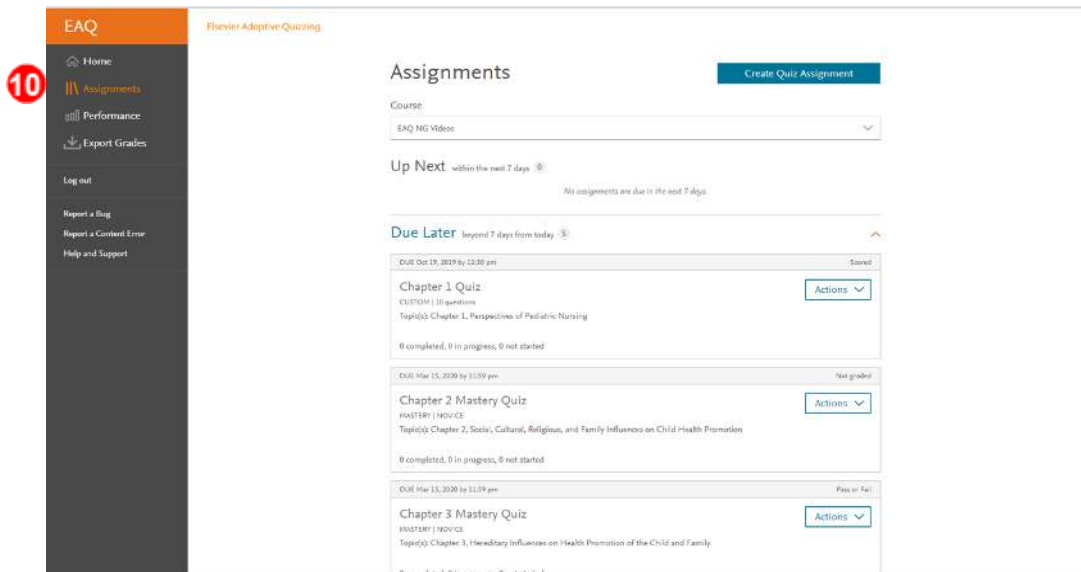 EAQ
Elsevier Adaptive Quizzing
Home
10
Assignments
Performance
Export Grades
Log out
Report a Bug
Report a Content Error
Help and Support
Assignments
Create Quiz Assignment
Course
EAQ NG Videos
Up Next within the next 7 days 0
No assignments are due in the next 7 days.
Due Later beyond 7 days from today 5
DUE Oct 19, 2019 by 12:30 pm Scored
Chapter 1 Quiz
Actions
CUSTOM | 10 questions
Topic(s): Chapter 1, Perspectives of Pediatric Nursing
0 completed, 0 in progress, 0 not started
DUE Mar 15, 2020 by 11:59 pm Not graded
Chapter 2 Mastery Quiz
Actions
MASTERY | NOVICE
Topic(s): Chapter 2, Social, Cultural, Religious, and Family Influences on Child Health Promotion
0 completed, 0 in progress, 0 not started
DUE Mar 15, 2020 by 11:59 pm Pass or Fail
Chapter 3 Mastery Quiz
Actions
MASTERY | NOVICE
Topic(s): Chapter 3, Hereditary Influences on Health Promotion of the Child and Family